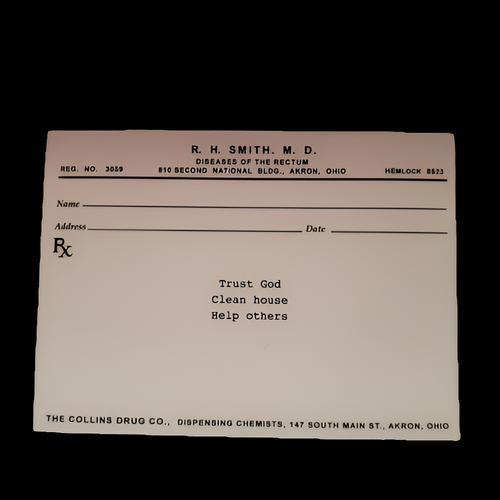 R. H. SMITH. M. D.
DISEASES OF THE RECTUM
REG. NO. 3059 810 SECOND NATIONAL BLDG., AKRON, OHIO HEMLOCK 8523
Name
Address Date
Rx
Trust God
Clean house
Help others
THE COLLINS DRUG CO., DISPENSING CHEMISTS, 147 SOUTH MAIN ST., AKRON, OHIO